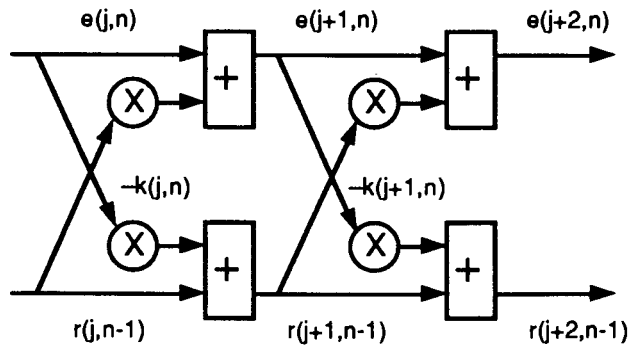 e(j,n) e(j+1,n) e(j+2,n)
+ +
X X
–k(j,n) –k(j+1,n)
X X
+ +
r(j,n-1) r(j+1,n-1) r(j+2,n-1)